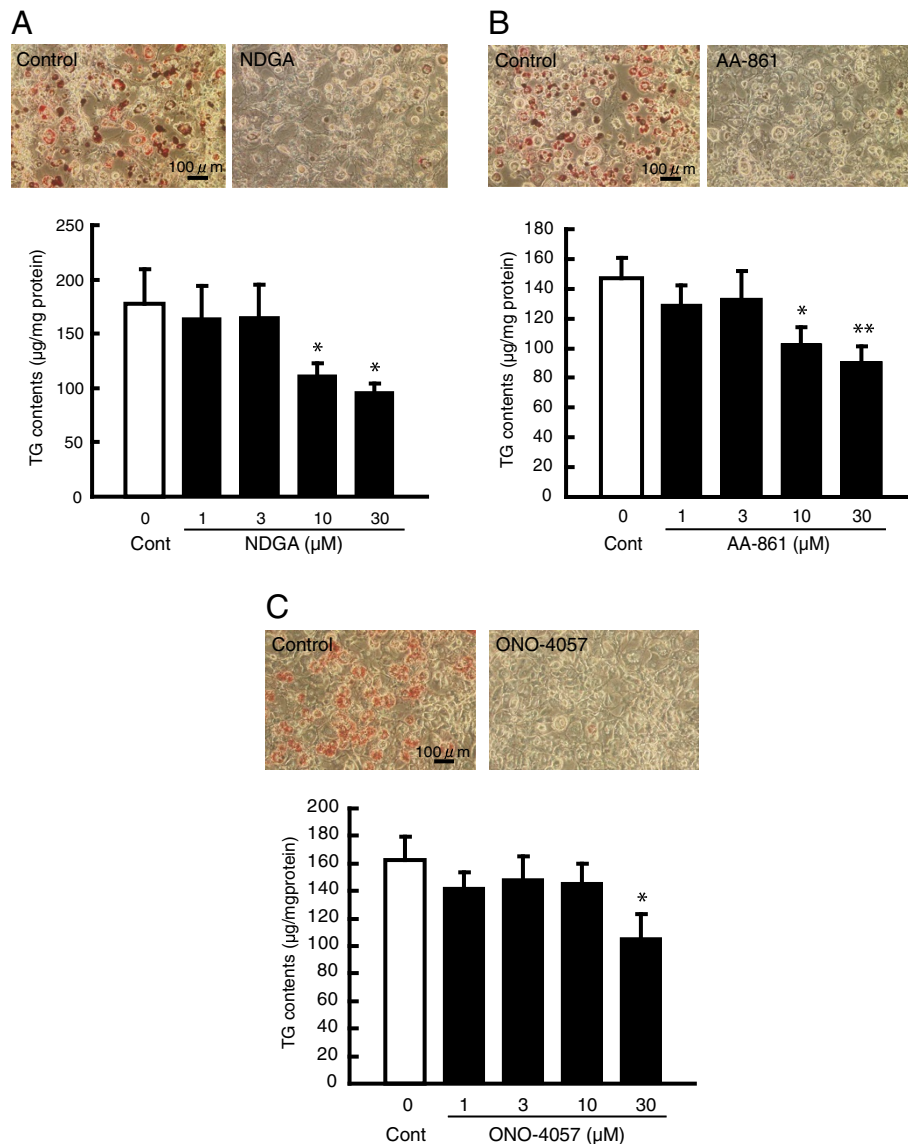 A
Control
NDGA
100 μm
TG contents (μg/mg protein)
250
200
150
100
50
0
*
*
0 1 3 10 30
Cont NDGA (μM)
B
Control
AA-861
100 μm
TG contents (μg/mg protein)
180
160
140
120
100
80
60
40
20
0
*
**
0 1 3 10 30
Cont AA-861 (μM)
C
Control
ONO-4057
100 μm
TG contents (μg/mgprotein)
200
180
160
140
120
100
80
60
40
20
0
*
0 1 3 10 30
Cont ONO-4057 (μM)